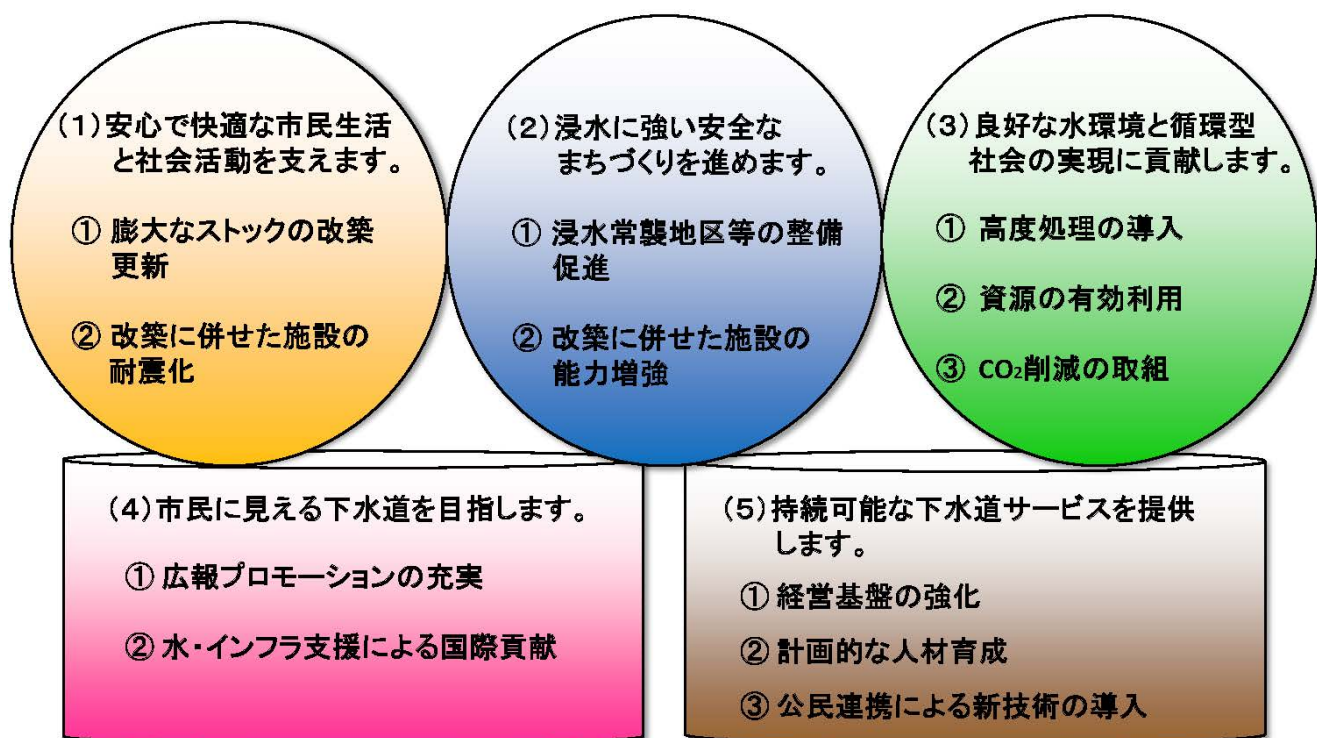 (1)安心で快適な市民生活
と社会活動を支えます。
① 膨大なストックの改築
更新
② 改築に併せた施設の
耐震化
(2)浸水に強い安全な
まちづくりを進めます。
① 浸水常襲地区等の整備
促進
② 改築に併せた施設の
能力増強
(3)良好な水環境と循環型
社会の実現に貢献します。
① 高度処理の導入
② 資源の有効利用
③ CO₂削減の取組
(4)市民に見える下水道を目指します。
① 広報プロモーションの充実
② 水・インフラ支援による国際貢献
(5)持続可能な下水道サービスを提供
します。
① 経営基盤の強化
② 計画的な人材育成
③ 公民連携による新技術の導入